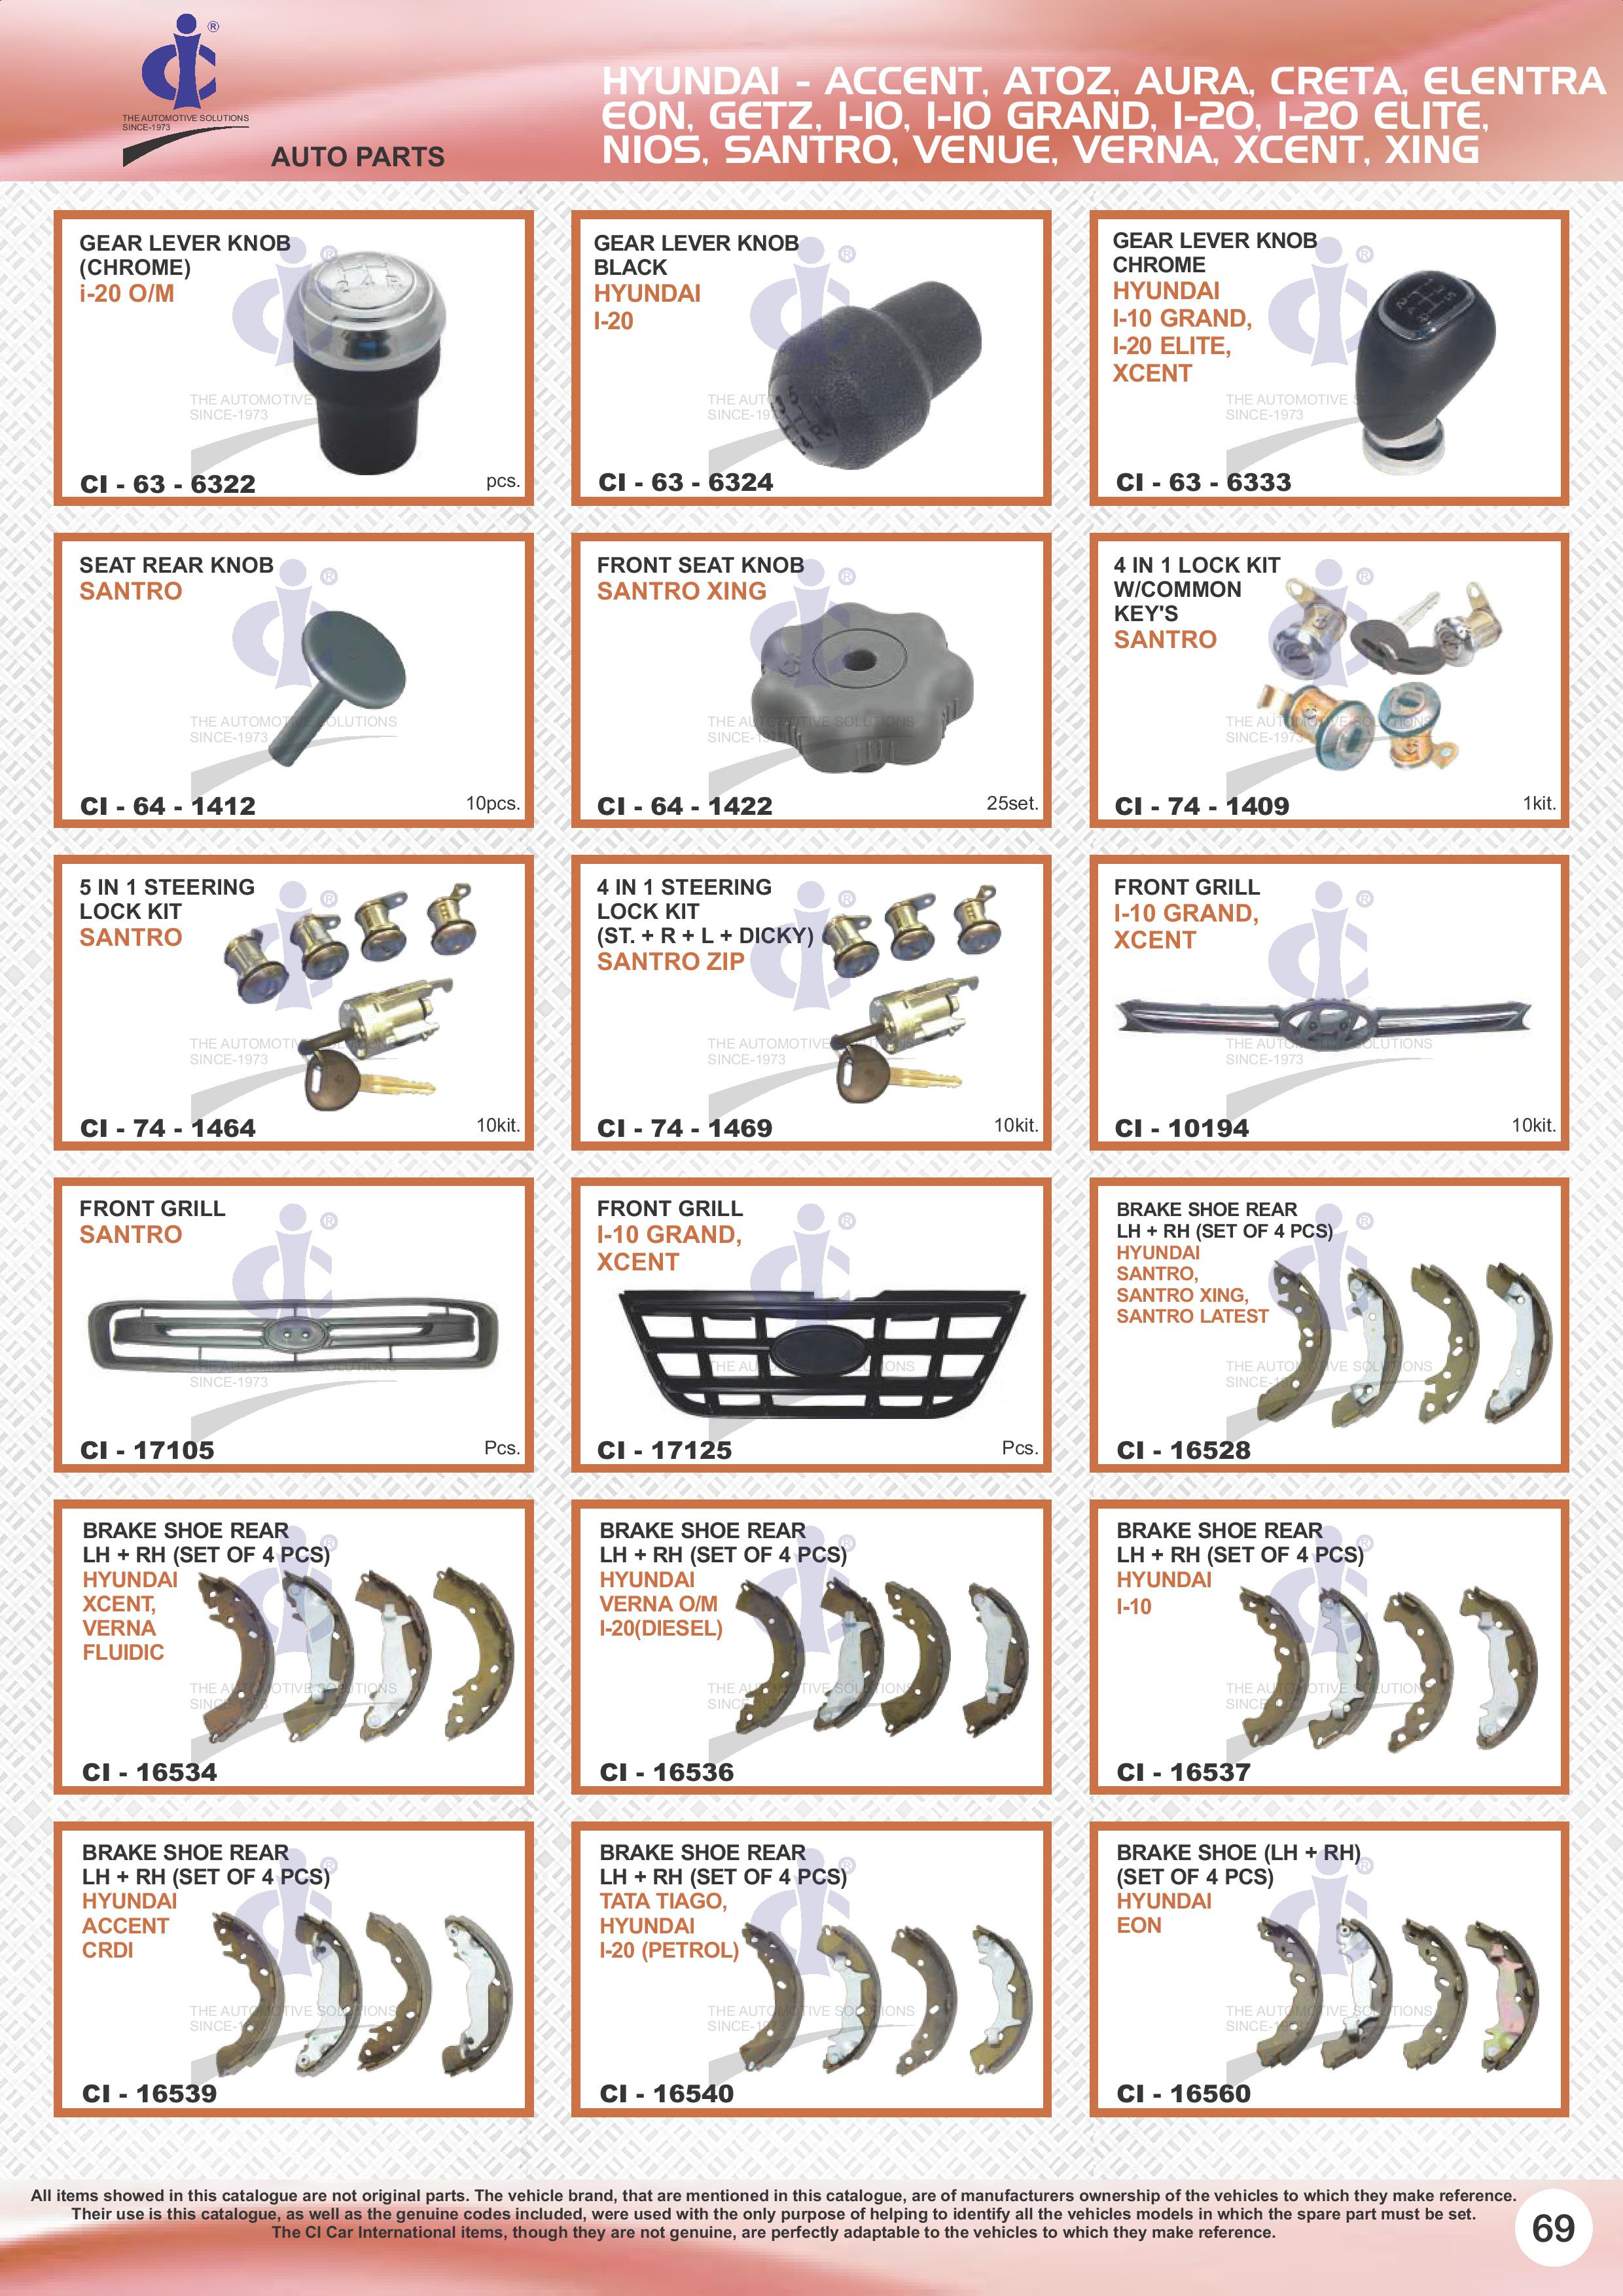 ®
THE AUTOMOTIVE SOLUTIONS
SINCE-1973
AUTO PARTS
HYUNDAI - ACCENT, ATOZ, AURA, CRETA, ELENTRA
EON, GETZ, I-10, I-10 GRAND, I-20, I-20 ELITE,
NIOS, SANTRO, VENUE, VERNA, XCENT, XING
GEAR LEVER KNOB
(CHROME)
i-20 O/M
CI - 63 - 6322
pcs.
GEAR LEVER KNOB
BLACK
HYUNDAI
I-20
CI - 63 - 6324
GEAR LEVER KNOB
CHROME
HYUNDAI
I-10 GRAND,
I-20 ELITE,
XCENT
CI - 63 - 6333
SEAT REAR KNOB
SANTRO
CI - 64 - 1412
10pcs.
FRONT SEAT KNOB
SANTRO XING
CI - 64 - 1422
25set.
4 IN 1 LOCK KIT
W/COMMON
KEY'S
SANTRO
CI - 74 - 1409
1kit.
5 IN 1 STEERING
LOCK KIT
SANTRO
CI - 74 - 1464
10kit.
4 IN 1 STEERING
LOCK KIT
(ST. + R + L + DICKY)
SANTRO ZIP
CI - 74 - 1469
10kit.
FRONT GRILL
I-10 GRAND,
XCENT
CI - 10194
10kit.
FRONT GRILL
SANTRO
CI - 17105
Pcs.
FRONT GRILL
I-10 GRAND,
XCENT
CI - 17125
Pcs.
BRAKE SHOE REAR
LH + RH (SET OF 4 PCS)
HYUNDAI
SANTRO,
SANTRO XING,
SANTRO LATEST
CI - 16528
BRAKE SHOE REAR
LH + RH (SET OF 4 PCS)
HYUNDAI
XCENT,
VERNA
FLUIDIC
CI - 16534
BRAKE SHOE REAR
LH + RH (SET OF 4 PCS)
HYUNDAI
VERNA O/M
I-20(DIESEL)
CI - 16536
BRAKE SHOE REAR
LH + RH (SET OF 4 PCS)
HYUNDAI
I-10
CI - 16537
BRAKE SHOE REAR
LH + RH (SET OF 4 PCS)
HYUNDAI
ACCENT
CRDI
CI - 16539
BRAKE SHOE REAR
LH + RH (SET OF 4 PCS)
TATA TIAGO,
HYUNDAI
I-20 (PETROL)
CI - 16540
BRAKE SHOE (LH + RH)
(SET OF 4 PCS)
HYUNDAI
EON
CI - 16560
All items showed in this catalogue are not original parts. The vehicle brand, that are mentioned in this catalogue, are of manufacturers ownership of the vehicles to which they make reference.
Their use is this catalogue, as well as the genuine codes included, were used with the only purpose of helping to identify all the vehicles models in which the spare part must be set.
The CI Car International items, though they are not genuine, are perfectly adaptable to the vehicles to which they make reference.
69